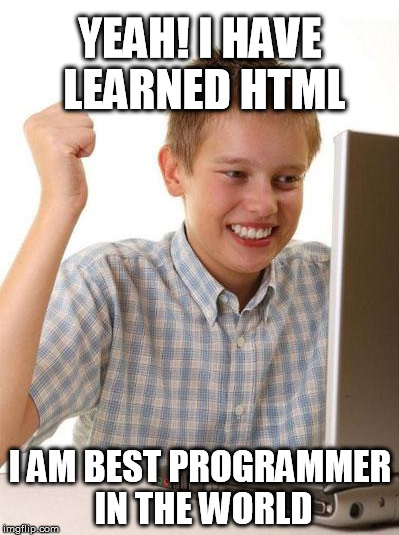 YEAH! I HAVE
LEARNED HTML
I AM BEST PROGRAMMER
IN THE WORLD
imgflip.com